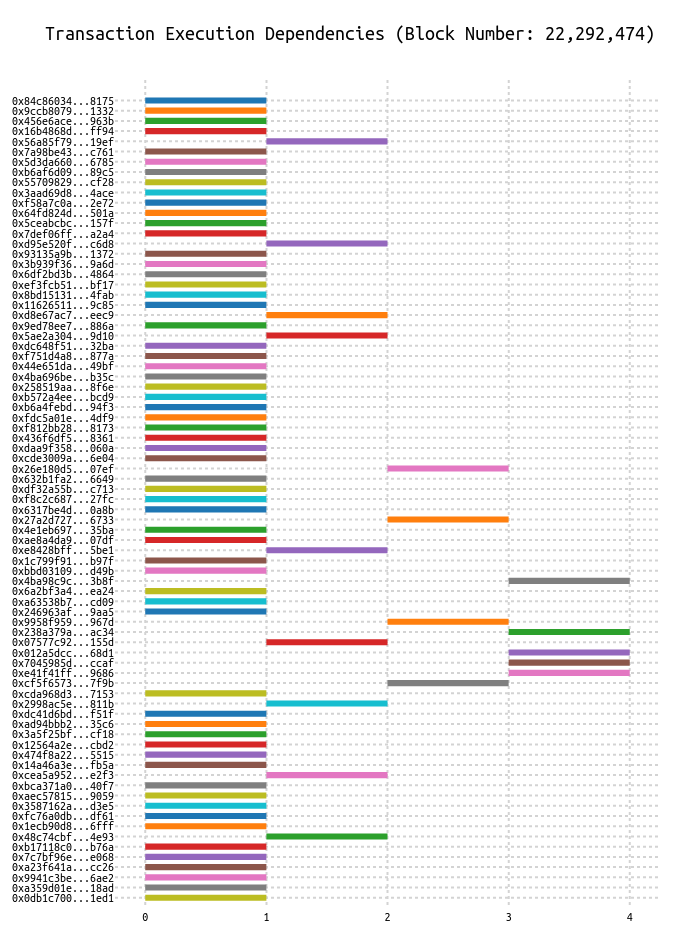 Transaction Execution Dependencies (Block Number: 22,292,474)
0x84c86034...8175
0x9ccb8079...1332
0x456e6ace...963b
0x16b4868d...ff94
0x56a85f79...19ef
0x7a98be43...c761
0x5d3da660...6785
0xb6af6d09...89c5
0x55709829...cf28
0x3aad69d8...4ace
0xf58a7c0a...2e72
0x64fd824d...501a
0x5ceabcbc...157f
0x7def06ff...a2a4
0xd95e520f...c6d8
0x93135a9b...1372
0x3b939f36...9a6d
0x6df2bd3b...4864
0xef3fcb51...bf17
0x8bd15131...4fab
0x11626511...9c85
0xd8e67ac7...eec9
0x9ed78ee7...886a
0x5ae2a304...9d10
0xdc648f51...32ba
0xf751d4a8...877a
0x44e651da...49bf
0x4ba696be...b35c
0x258519aa...8f6e
0xb572a4ee...bcd9
0xb6a4febd...94f3
0xfdc5a01e...4df9
0xf812bb28...8173
0x436f6df5...8361
0xdaa9f358...060a
0xcde3009a...6e04
0x26e180d5...07ef
0x632b1fa2...6649
0xdf32a55b...c713
0xf8c2c687...27fc
0x6317be4d...0a8b
0x27a2d727...6733
0x4e1eb697...35ba
0xae8a4da9...07df
0xe8428bff...5be1
0x1c799f91...b97f
0xbbd03109...d49b
0x4ba98c9c...3b8f
0x6a2bf3a4...ea24
0xa63538b7...cd09
0x246963af...9aa5
0x9958f959...967d
0x238a379a...ac34
0x07577c92...155d
0x012a5dcc...68d1
0x7045985d...ccaf
0xe41f41ff...9686
0xcf5f6573...7f9b
0xcda968d3...7153
0x2998ac5e...811b
0xdc41d6bd...f51f
0xad94bbb2...35c6
0x3a5f25bf...cf18
0x12564a2e...cbd2
0x474f8a22...5515
0x14a46a3e...fb5a
0xcea5a952...e2f3
0xbca371a0...40f7
0xaec57815...9059
0x3587162a...d3e5
0xfc76a0db...df61
0x1ecb90d8...6fff
0x48c74cbf...4e93
0xb17118c0...b76a
0x7c7bf96e...e068
0xa23f641a...cc26
0x9941c3be...6ae2
0xa359d01e...18ad
0x0db1c700...1ed1
0 1 2 3 4